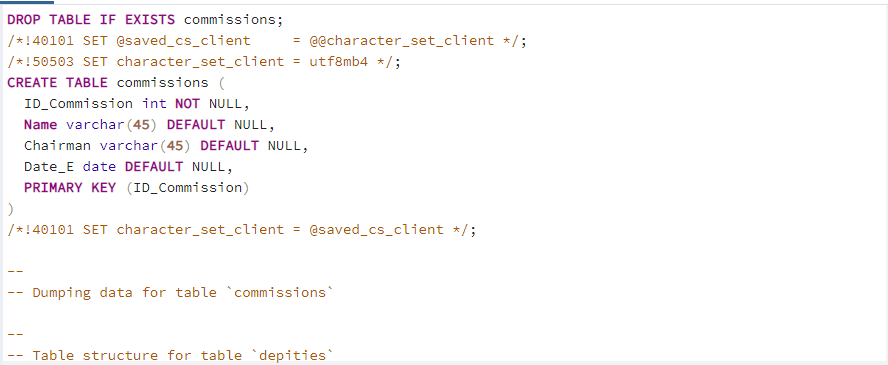 DROP TABLE IF EXISTS commissions;
/*!40101 SET @saved_cs_client     = @@character_set_client */;
/*!50503 SET character_set_client = utf8mb4 */;
CREATE TABLE commissions (
  ID_Commission int NOT NULL,
  Name varchar(45) DEFAULT NULL,
  Chairman varchar(45) DEFAULT NULL,
  Date_E date DEFAULT NULL,
  PRIMARY KEY (ID_Commission)
)
/*!40101 SET character_set_client = @saved_cs_client */;
--
-- Dumping data for table `commissions`
--
-- Table structure for table `depities`